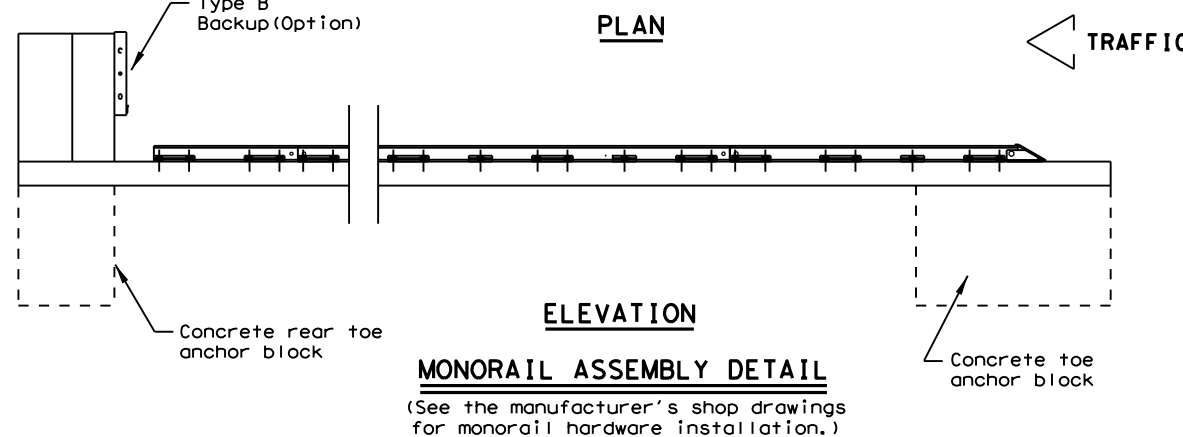 Type B
Backup(Option)
PLAN
TRAFFIC
ELEVATION
Concrete rear toe
anchor block
MONORAIL ASSEMBLY DETAIL
(See the manufacturer's shop drawings
for monorail hardware installation.)
Concrete toe
anchor block